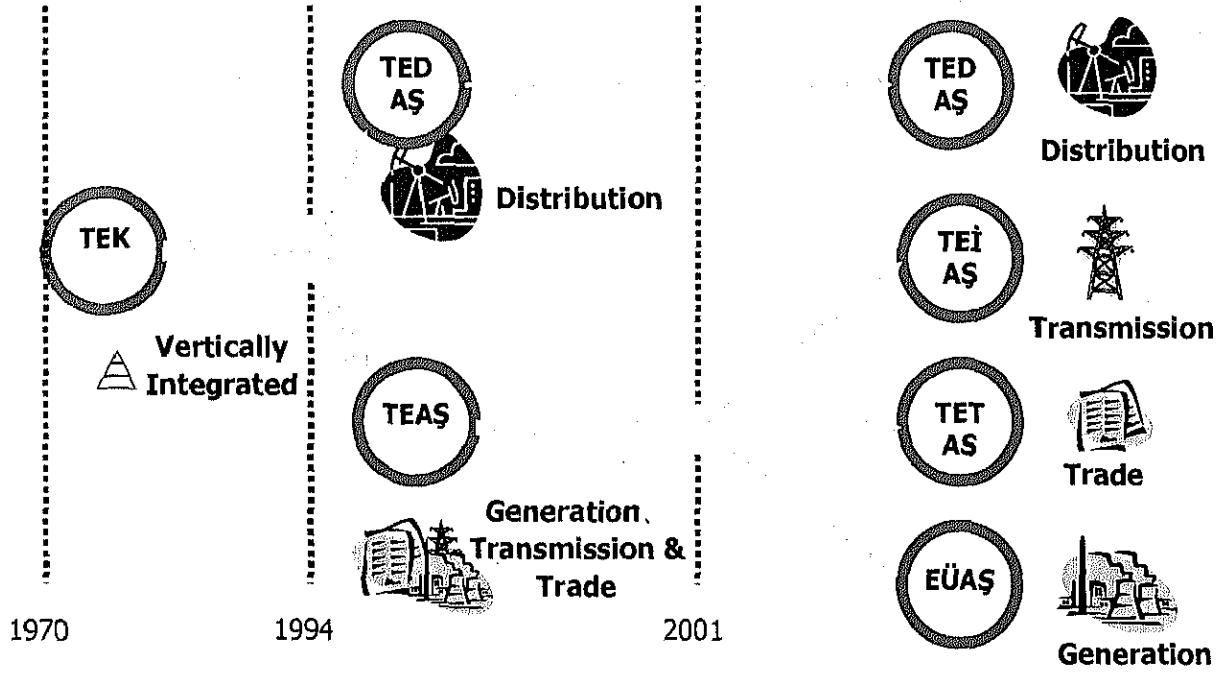 TED
AŞ
Distribution
TEK
Vertically
Integrated
TEAŞ
Generation,
Transmission &
Trade
TED
AŞ
Distribution
TEİ
AŞ
Transmission
TET
AS
Trade
EÜAŞ
Generation
1970
1994
2001